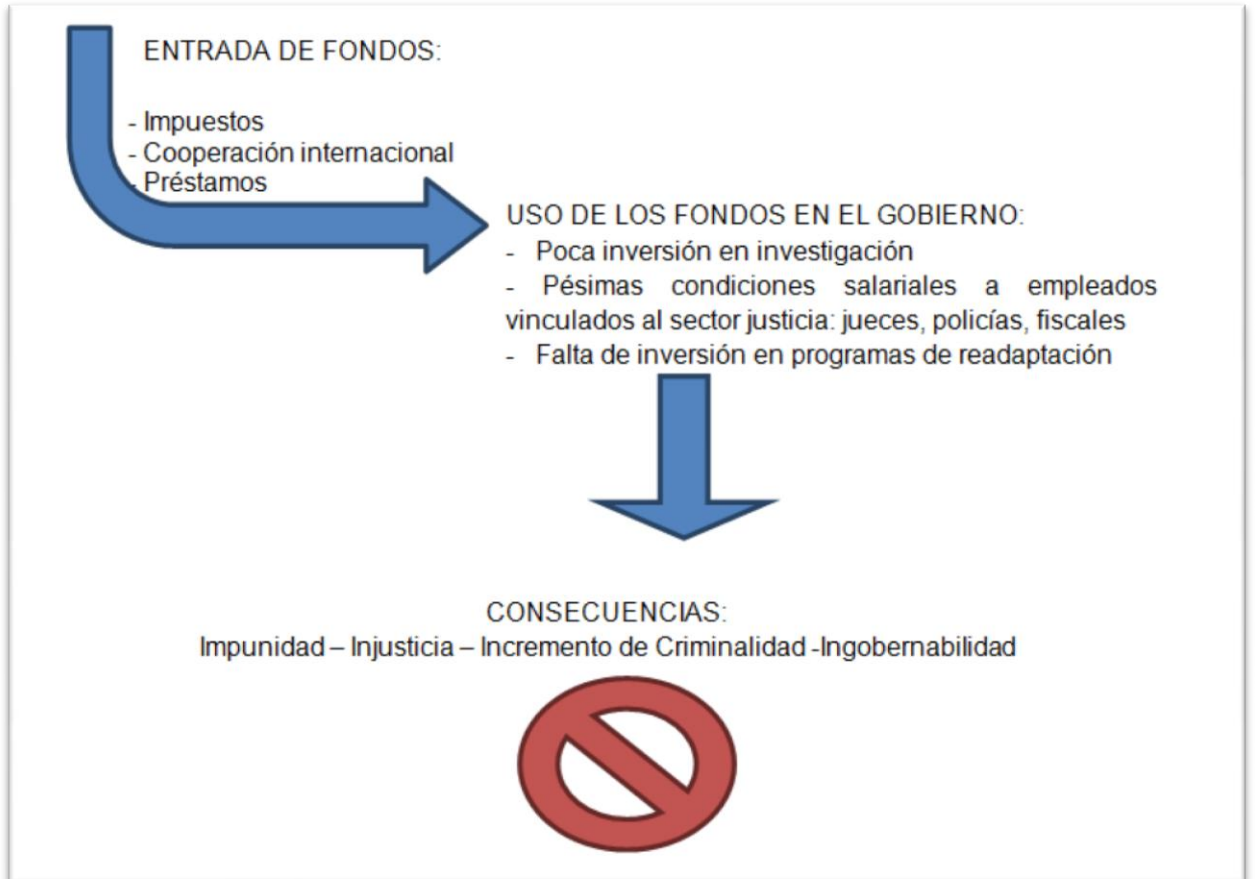 ENTRADA DE FONDOS:
- Impuestos
- Cooperación internacional
- Préstamos
USO DE LOS FONDOS EN EL GOBIERNO:
- Poca inversión en investigación
- Pésimas condiciones salariales a empleados
vinculados al sector justicia: jueces, policías, fiscales
- Falta de inversión en programas de readaptación
CONSECUENCIAS:
Impunidad – Injusticia – Incremento de Criminalidad -Ingobernabilidad